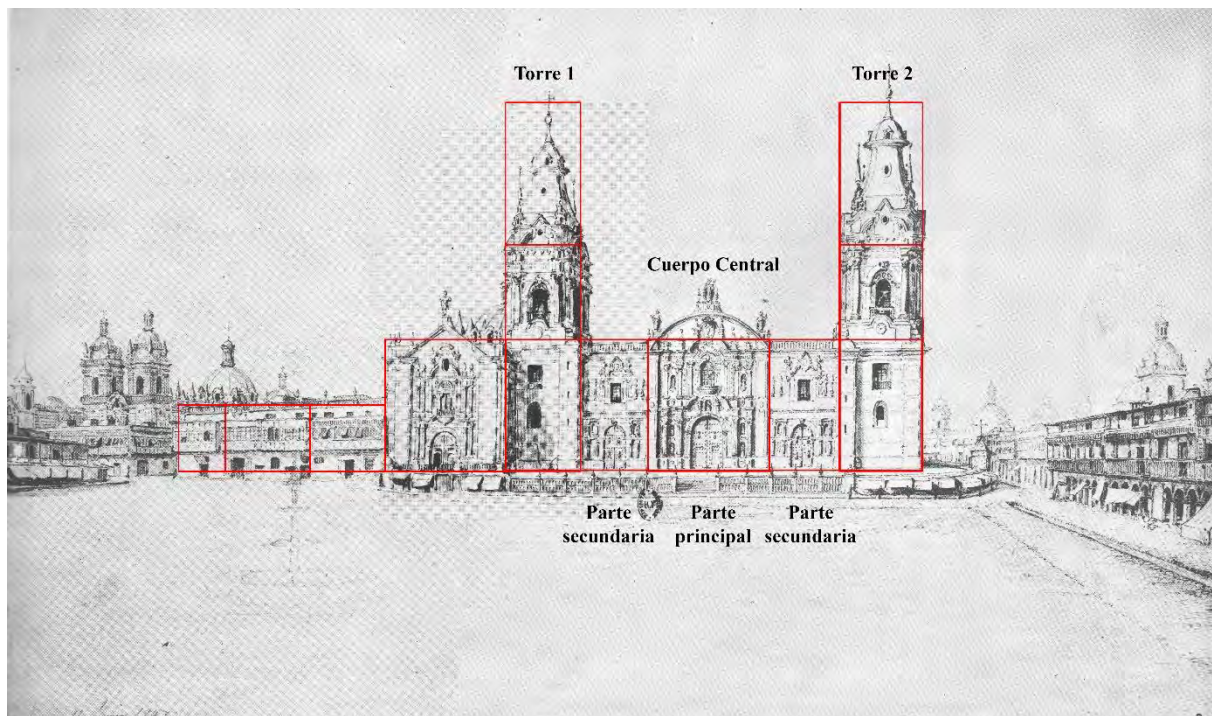 Torre 1
Torre 2
Cuerpo Central
Parte
secundaria
Parte
principal
Parte
secundaria